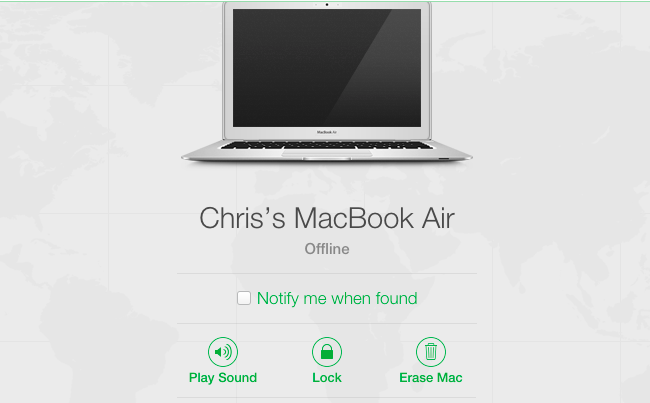 MacBook Air
Chris's MacBook Air
Offline
Notify me when found
Play Sound
Lock
Erase Mac